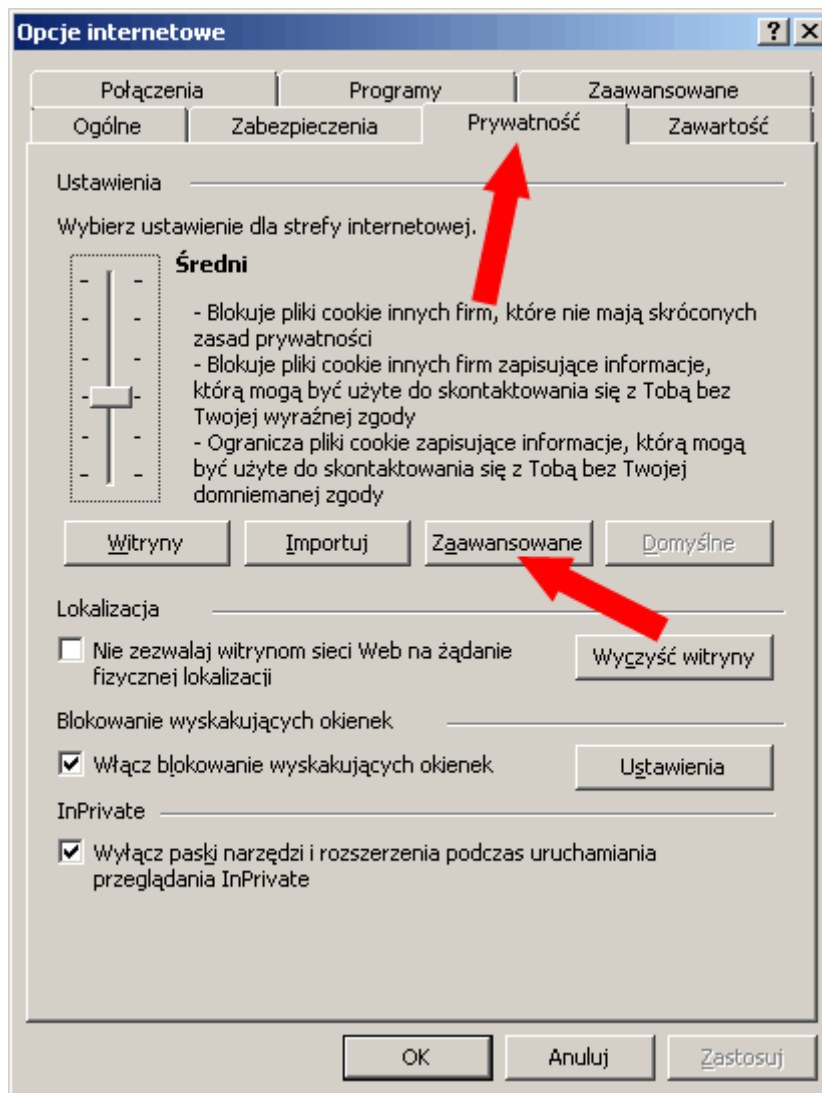 Opcje internetowe
Połączenia Programy Zaawansowane
Ogólne Zabezpieczenia Prywatność Zawartość
Ustawienia
Wybierz ustawienie dla strefy internetowej.
Średni
- Blokuje pliki cookie innych firm, które nie mają skróconych
zasad prywatności
- Blokuje pliki cookie innych firm zapisujące informacje,
którą mogą być użyte do skontaktowania się z Tobą bez
Twojej wyraźnej zgody
- Ogranicza pliki cookie zapisujące informacje, którą mogą
być użyte do skontaktowania się z Tobą bez Twojej
domniemanej zgody
Witryny Importuj Zaawansowane Domyślne
Lokalizacja
Nie zezwalaj witrynom sieci Web na żądanie
fizycznej lokalizacji
Wyczyść witryny
Blokowanie wyskakujących okienek
Włącz blokowanie wyskakujących okienek Ustawienia
InPrivate
Wyłącz paski narzędzi i rozszerzenia podczas uruchamiania
przeglądania InPrivate
OK Anuluj Zastosuj